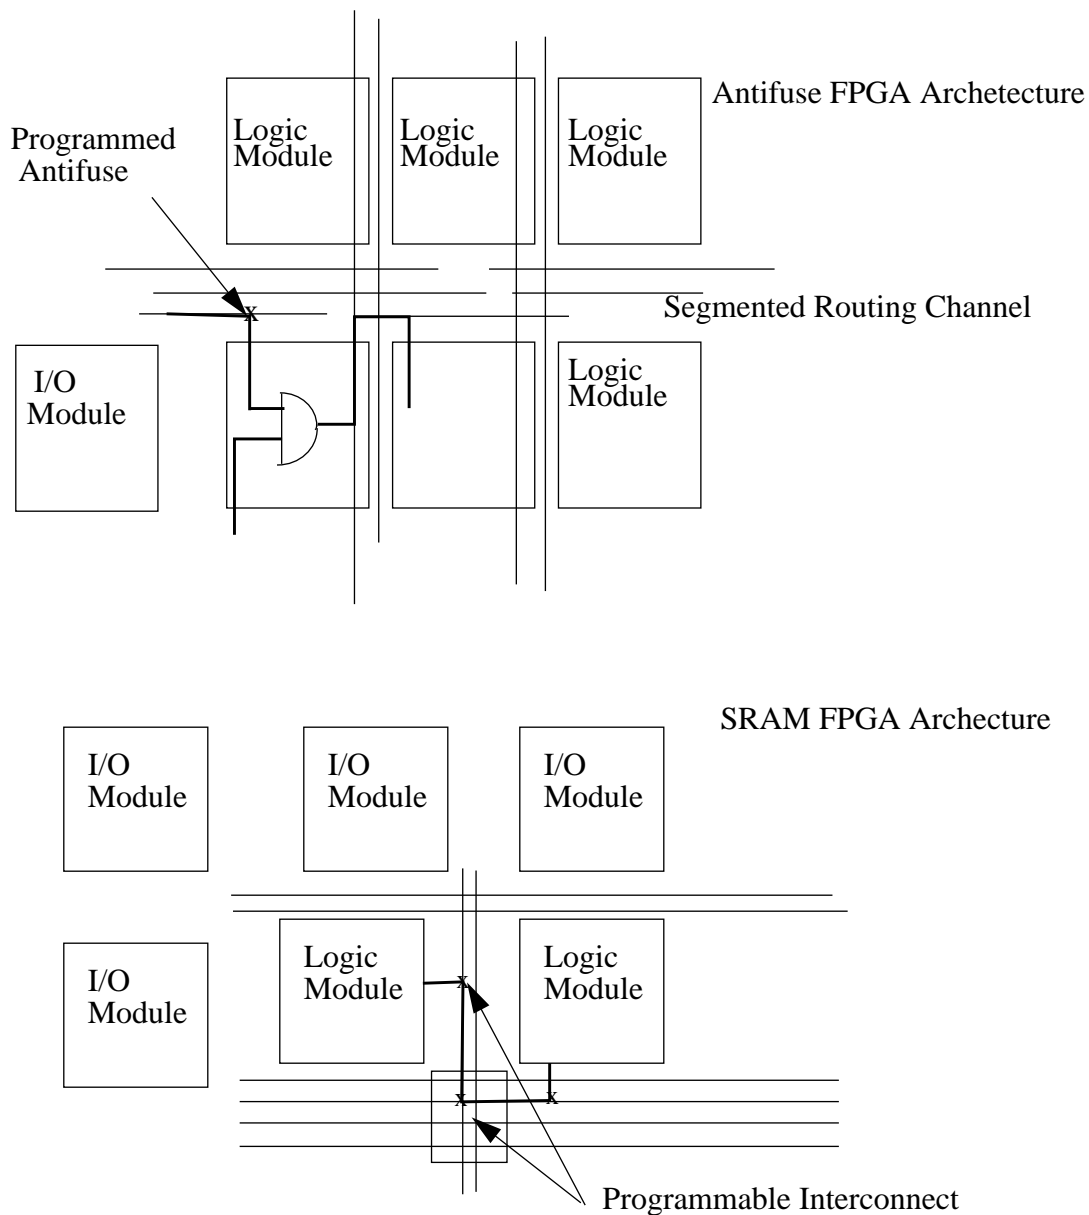 Antifuse FPGA Archetecture
Programmed
Antifuse
Logic
Module
Logic
Module
Logic
Module
x
Segmented Routing Channel
I/O
Module
Logic
Module
SRAM FPGA Archecture
I/O
Module
I/O
Module
I/O
Module
I/O
Module
Logic
Module
Logic
Module
x
x
x
Programmable Interconnect